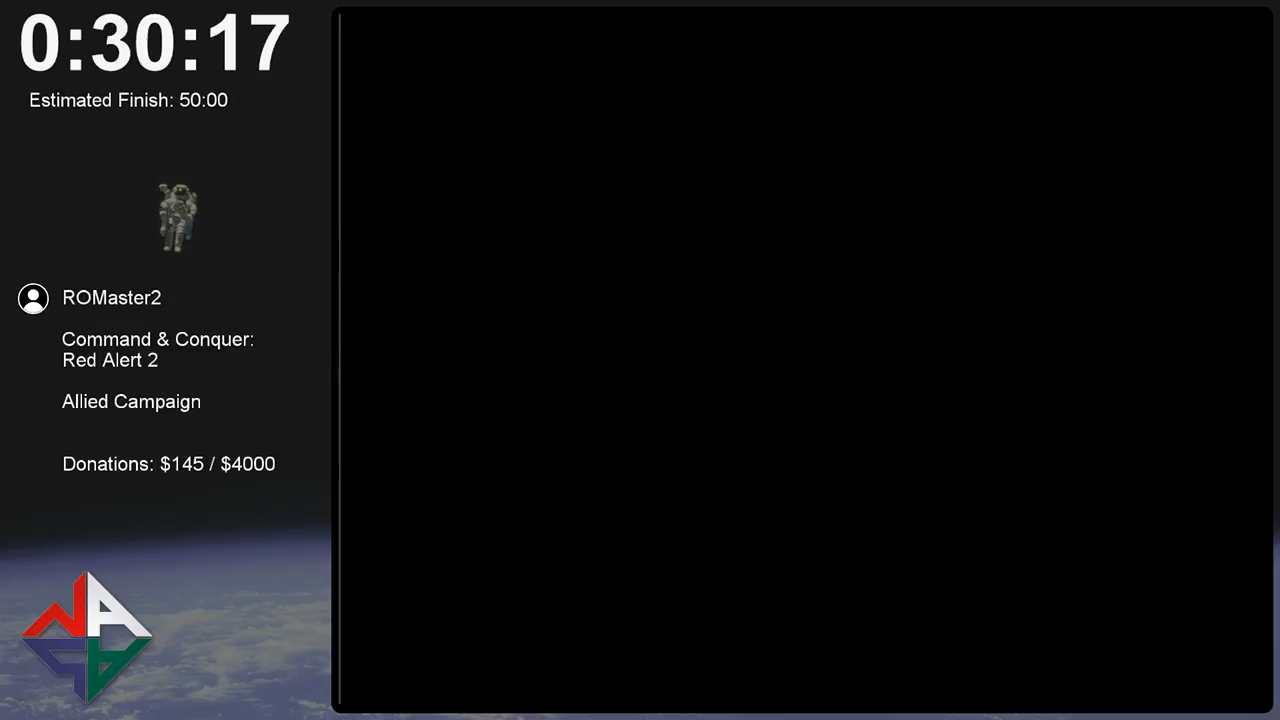 0:30:17
Estimated Finish: 50:00
ROMaster2
Command & Conquer:
Red Alert 2
Allied Campaign
Donations: $145 / $4000